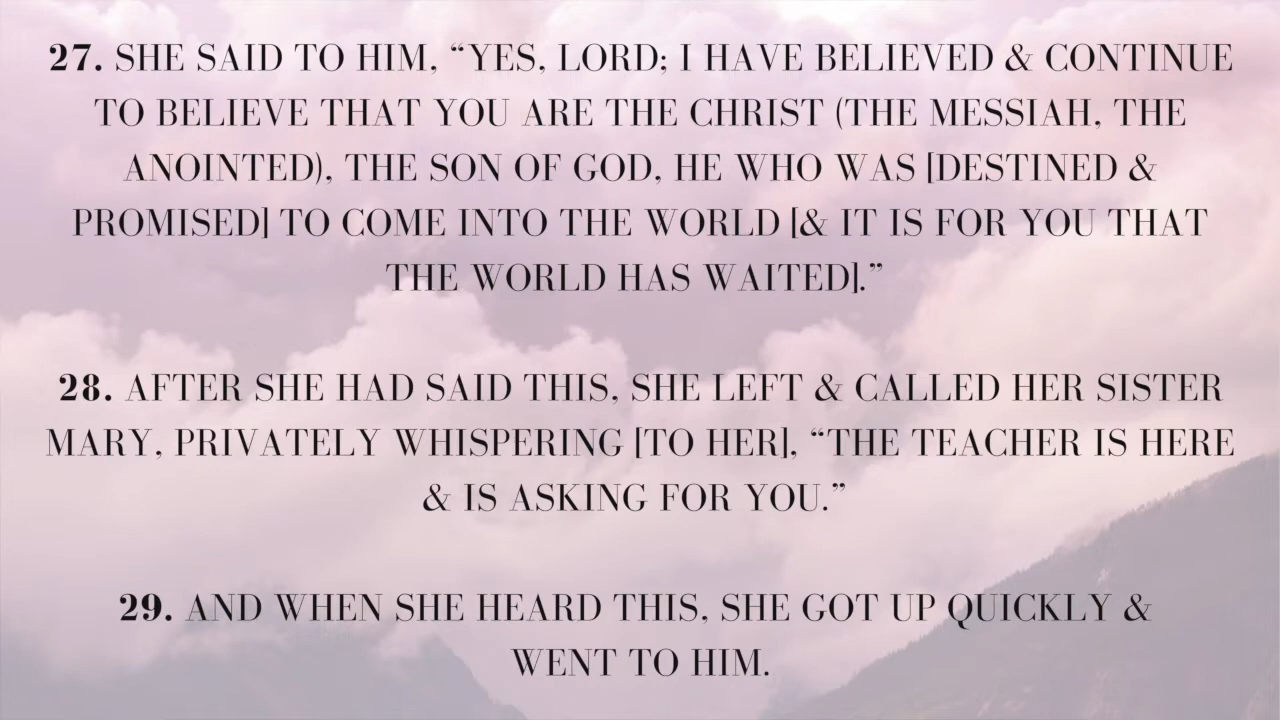 27. SHE SAID TO HIM, “YES, LORD; I HAVE BELIEVED & CONTINUE
TO BELIEVE THAT YOU ARE THE CHRIST (THE MESSIAH, THE
ANOINTED), THE SON OF GOD, HE WHO WAS [DESTINED &
PROMISED] TO COME INTO THE WORLD [& IT IS FOR YOU THAT
THE WORLD HAS WAITED].”
28. AFTER SHE HAD SAID THIS, SHE LEFT & CALLED HER SISTER
MARY, PRIVATELY WHISPERING [TO HER], “THE TEACHER IS HERE
& IS ASKING FOR YOU.”
29. AND WHEN SHE HEARD THIS, SHE GOT UP QUICKLY &
WENT TO HIM.